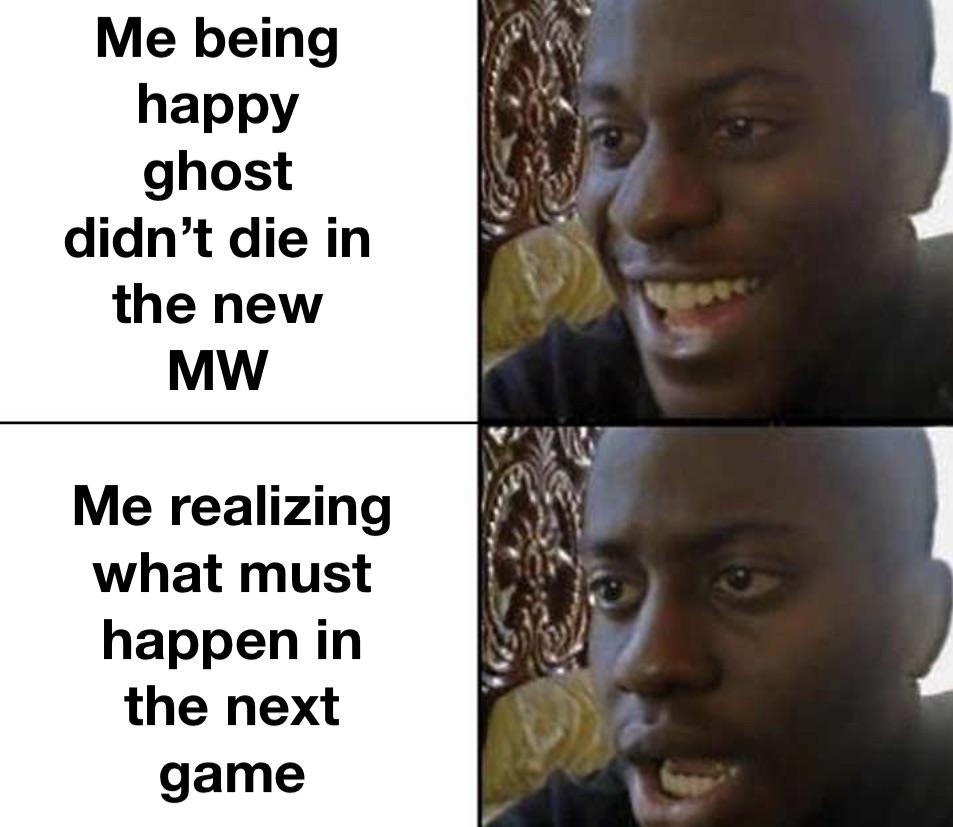 Me being
happy
ghost
didn’t die in
the new
MW
Me realizing
what must
happen in
the next
game